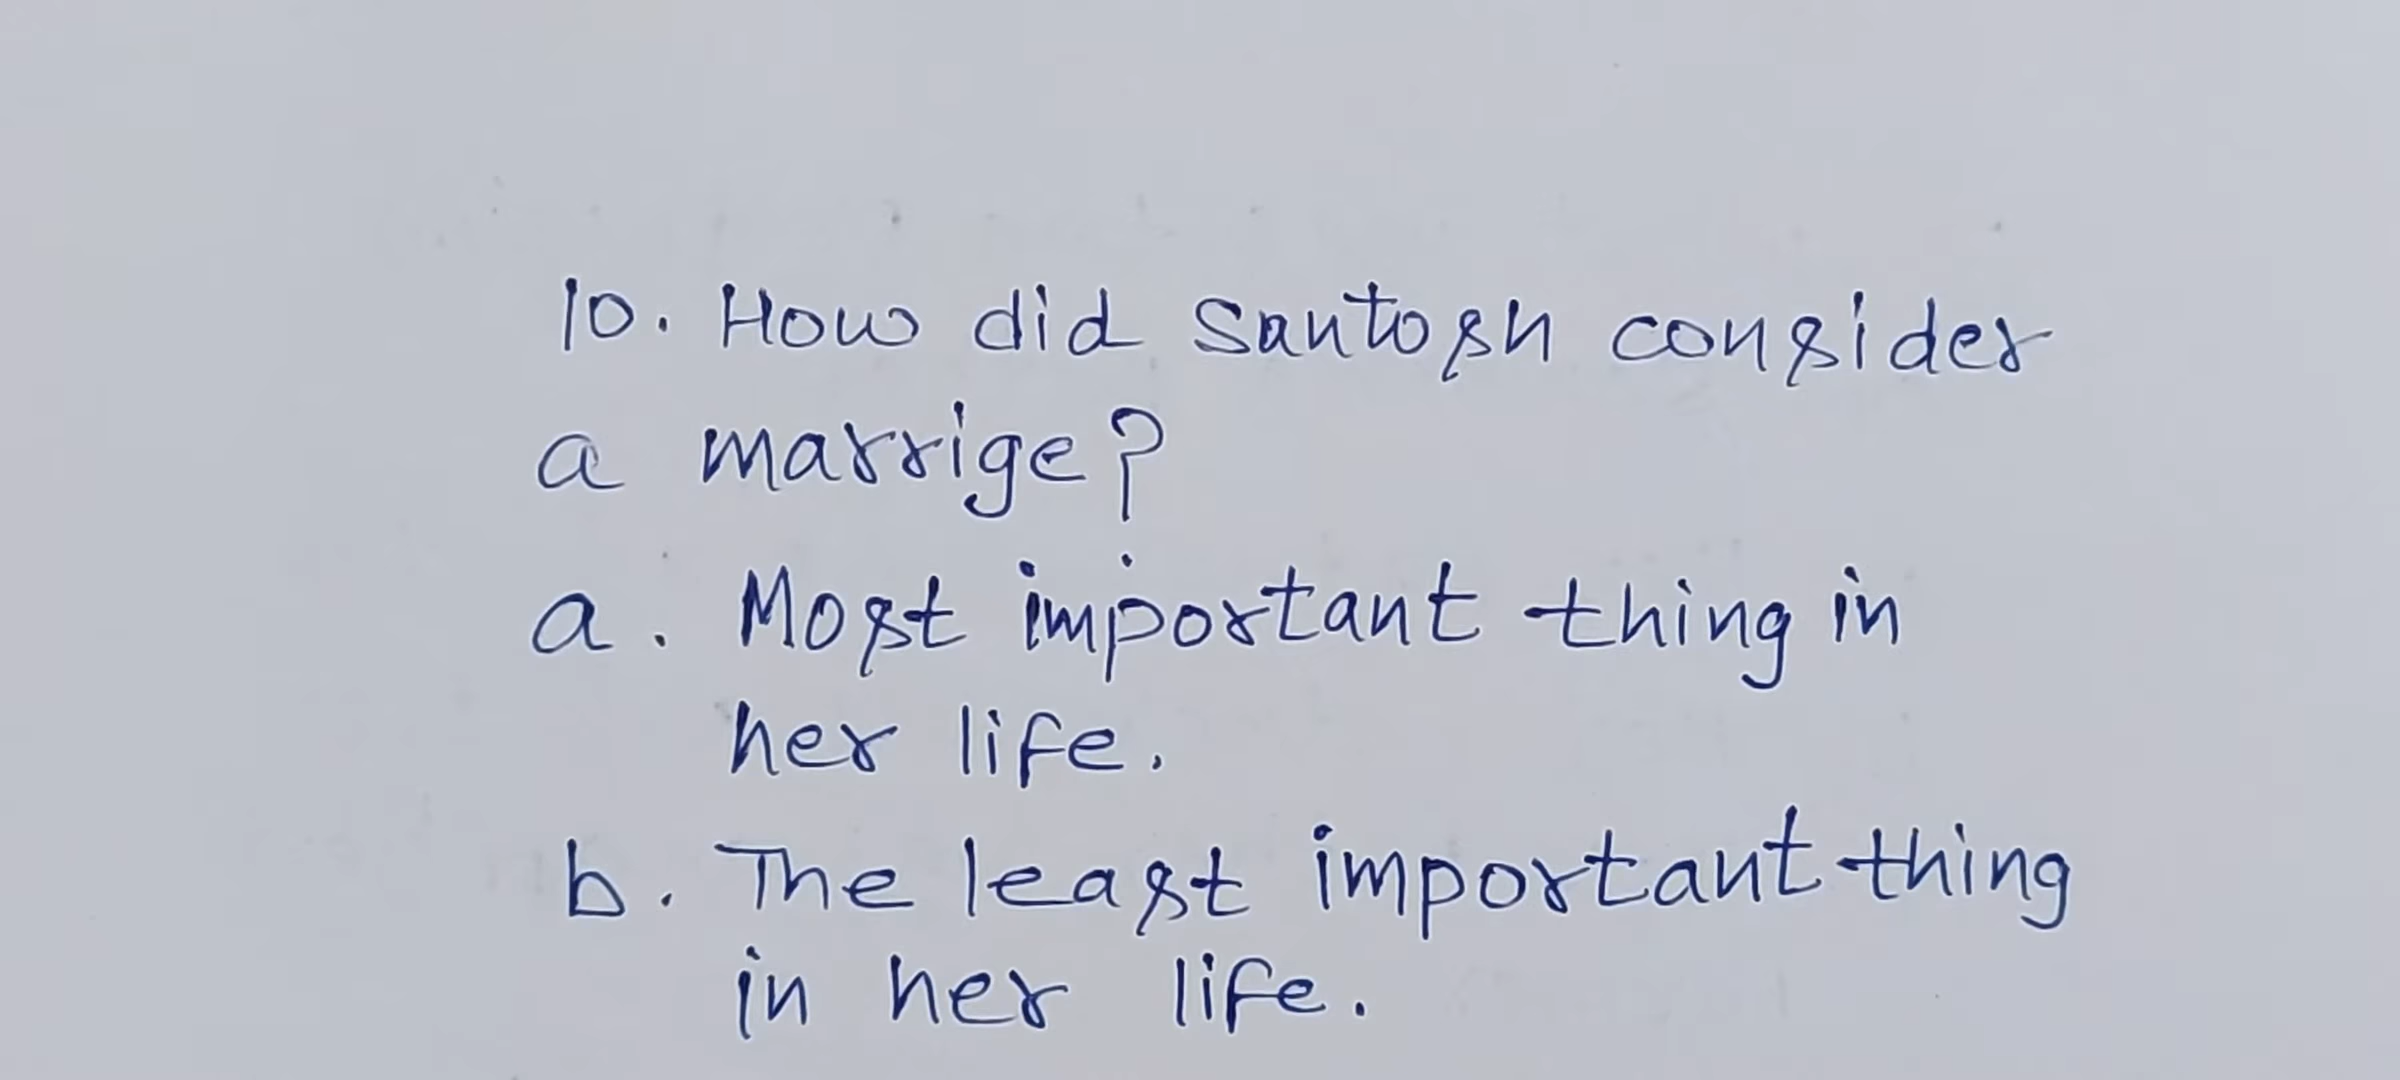 10. How did Santosh consider
a marrige?
a. Most important thing in
her life.
b. The least important thing
in her life.